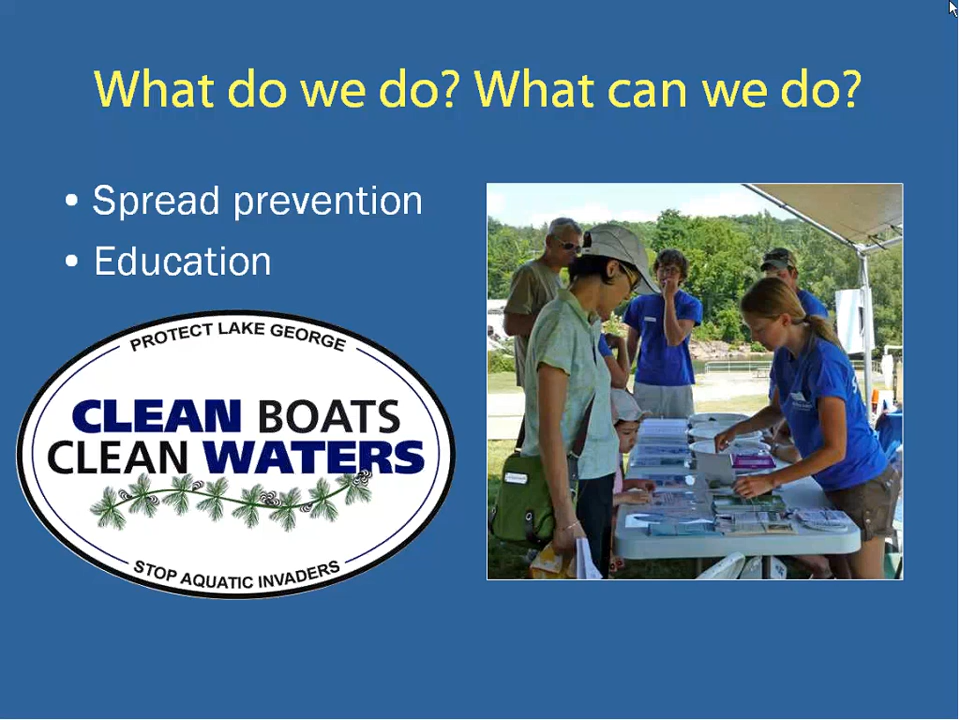 What do we do? What can we do?
• Spread prevention
• Education
PROTECT LAKE GEORGE
CLEAN BOATS
CLEAN WATERS
STOP AQUATIC INVADERS